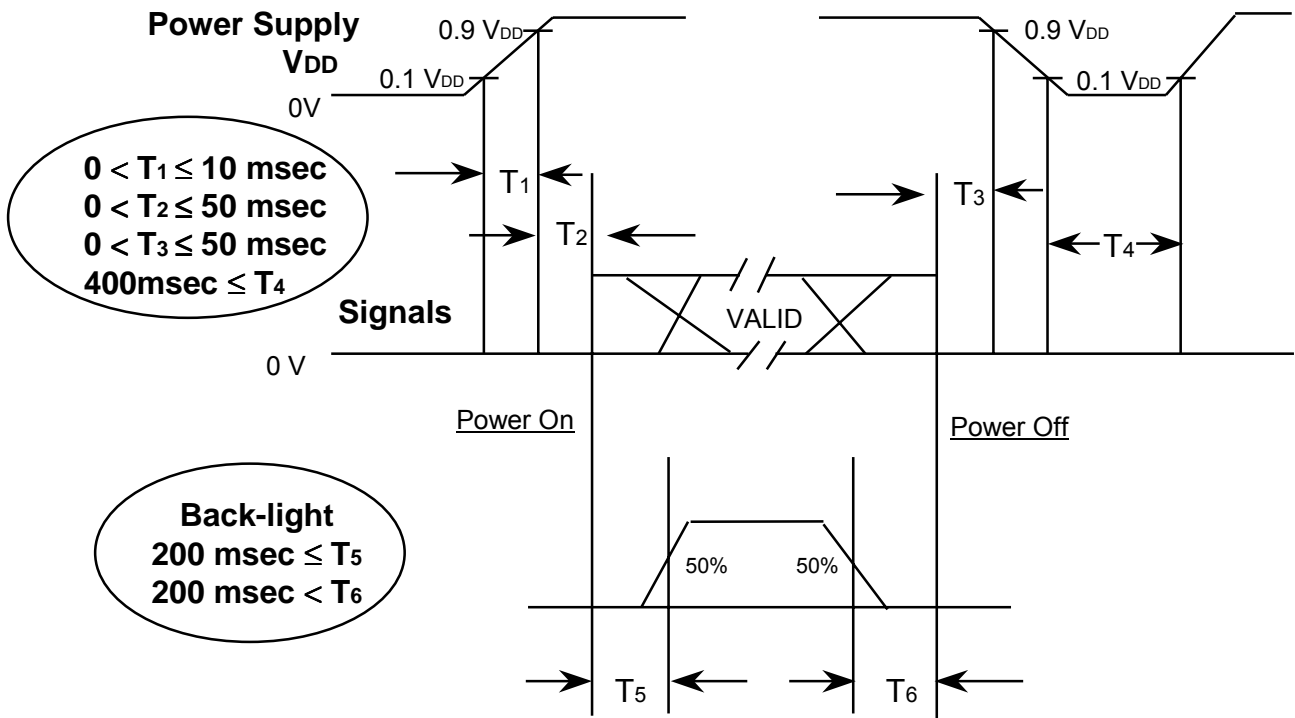 Power Supply
VDD
0.9 VDD
0.1 VDD
0V
0.9 VDD
0.1 VDD
0 < T1 ≤ 10 msec
0 < T2 ≤ 50 msec
0 < T3 ≤ 50 msec
400msec ≤ T4
T1
T2
T3
T4
Signals
VALID
0 V
Power On
Power Off
Back-light
200 msec ≤ T5
200 msec < T6
50%
50%
T5
T6